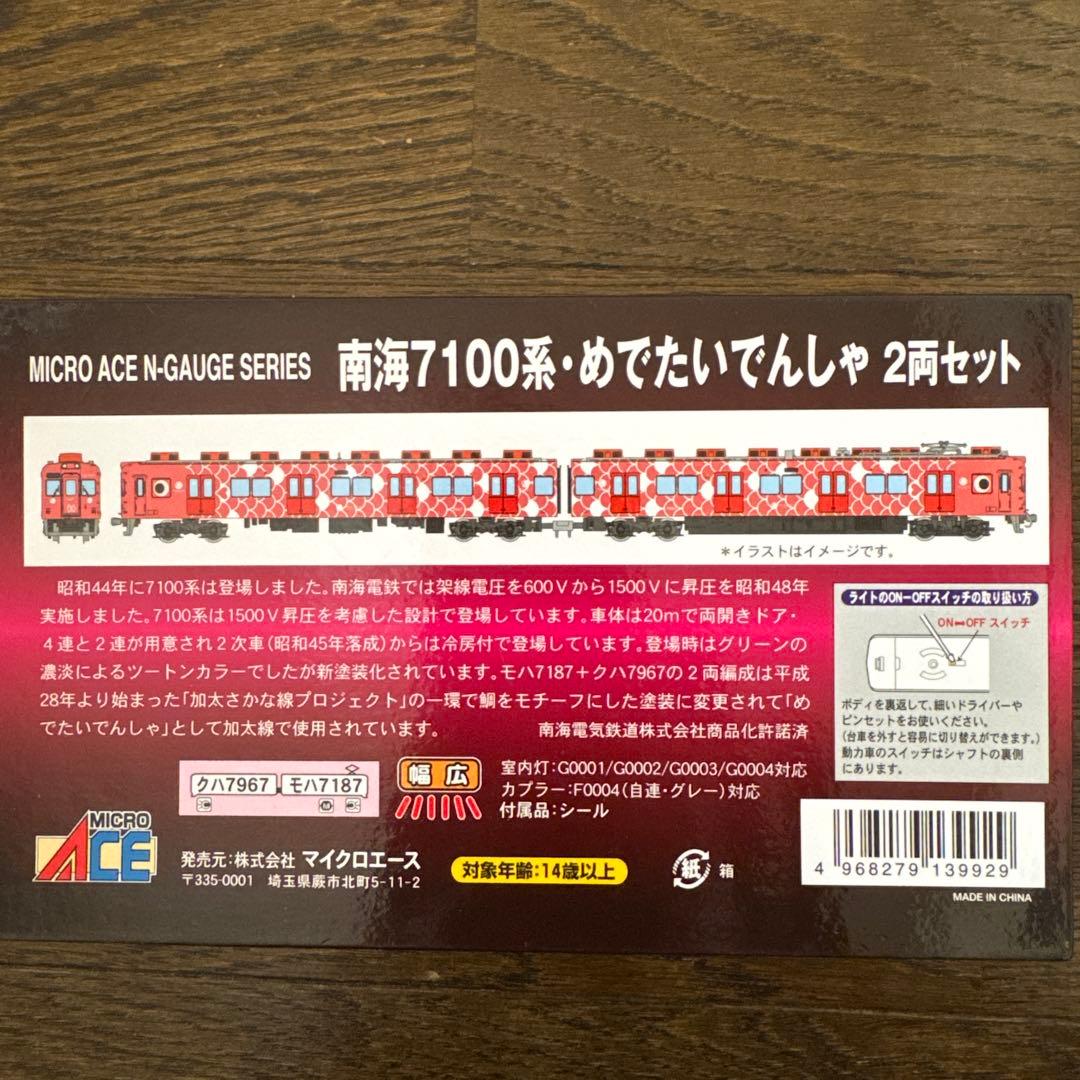 MICRO ACE N-GAUGE SERIES 南海7100系・めでたいでんしゃ 2両セット
＊イラストはイメージです。
昭和44年に7100系は登場しました。南海電鉄では架線電圧を600Vから1500Vに昇圧を昭和48年
実施しました。7100系は1500V昇圧を考慮した設計で登場しています。車体は20mで両開きドア・
4連と2連が用意され2次車(昭和45年落成)からは冷房付で登場しています。登場時はグリーンの
濃淡によるツートンカラーでしたが新塗装化されています。モハ7187＋クハ7967の2両編成は平成
28年より始まった「加太さかな線プロジェクト」の一環で鯛をモチーフにした塗装に変更されて「め
でたいでんしゃ」として加太線で使用されています。
南海電気鉄道株式会社商品化許諾済
ライトのON-OFFスイッチの取り扱い方
ON⇔OFF スイッチ
ボディを裏返して、細いドライバーや
ピンセットをお使いください。
(台車を外すと容易に切り替えができます。)
動力車のスイッチはシャフトの裏側
にあります。
クハ7967 モハ7187
C M
幅広
室内灯:G0001/G0002/G0003/G0004対応
カプラー:F0004(自連・グレー)対応
付属品:シール
MICRO ACE
発売元:株式会社 マイクロエース
〒335-0001 埼玉県蕨市北町5-11-2
対象年齢:14歳以上
紙 箱
4 968279 139929
MADE IN CHINA